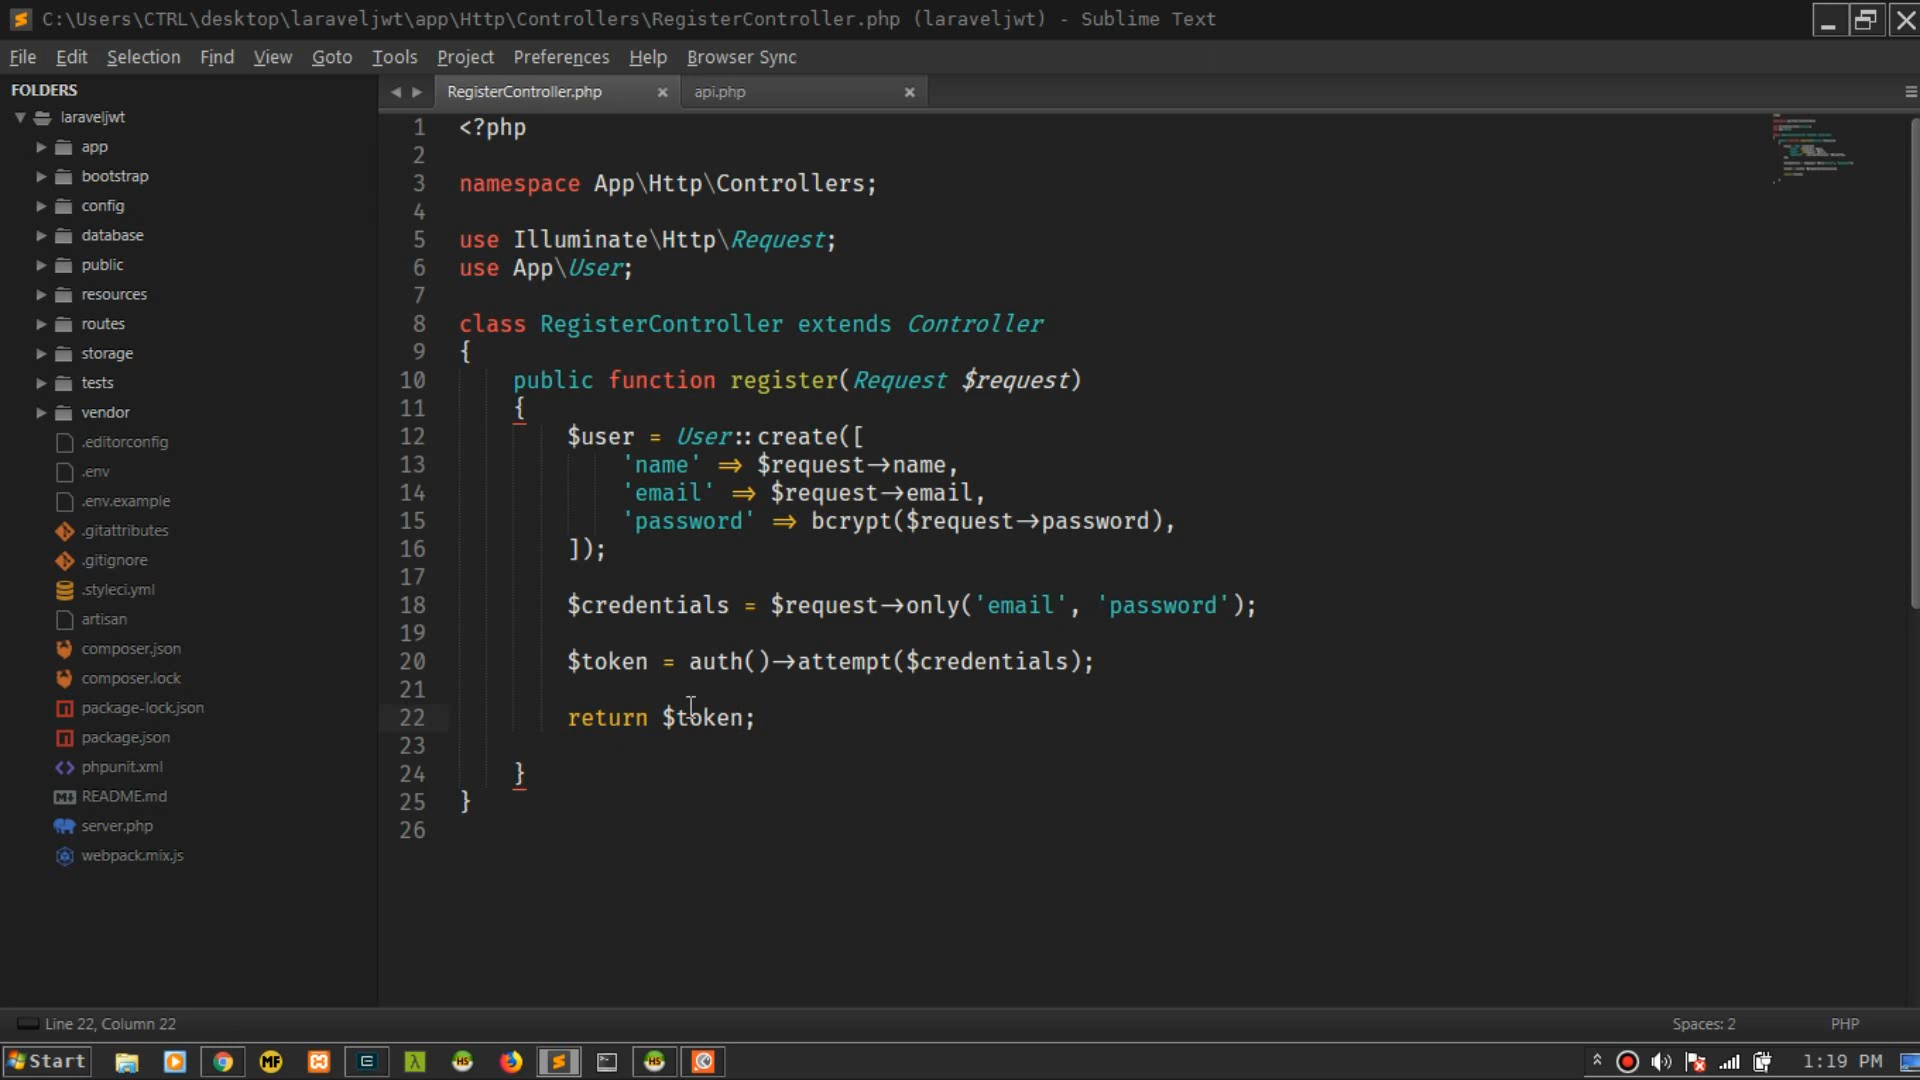 C:\Users\CTRL\desktop\laraveljwt\app\Http\Controllers\RegisterController.php (laraveljwt) - Sublime Text
File Edit Selection Find View Goto Tools Project Preferences Help Browser Sync
FOLDERS
laraveljwt
app
bootstrap
config
database
public
resources
routes
storage
tests
vendor
.editorconfig
.env
.env.example
.gitattributes
.gitignore
.styleci.yml
artisan
composer.json
composer.lock
package-lock.json
package.json
phpunit.xml
README.md
server.php
webpack.mix.js
RegisterController.php api.php
1 <?php
2
3 namespace App\Http\Controllers;
4
5 use Illuminate\Http\Request;
6 use App\User;
7
8 class RegisterController extends Controller
9 {
10 public function register(Request $request)
11 {
12 $user = User::create([
13 'name' => $request->name,
14 'email' => $request->email,
15 'password' => bcrypt($request->password),
16 ]);
17
18 $credentials = $request->only('email', 'password');
19
20 $token = auth()->attempt($credentials);
21
22 return $token;
23
24 }
25 }
26
Line 22, Column 22 Spaces: 2 PHP
Start MF HS HS 1:19 PM